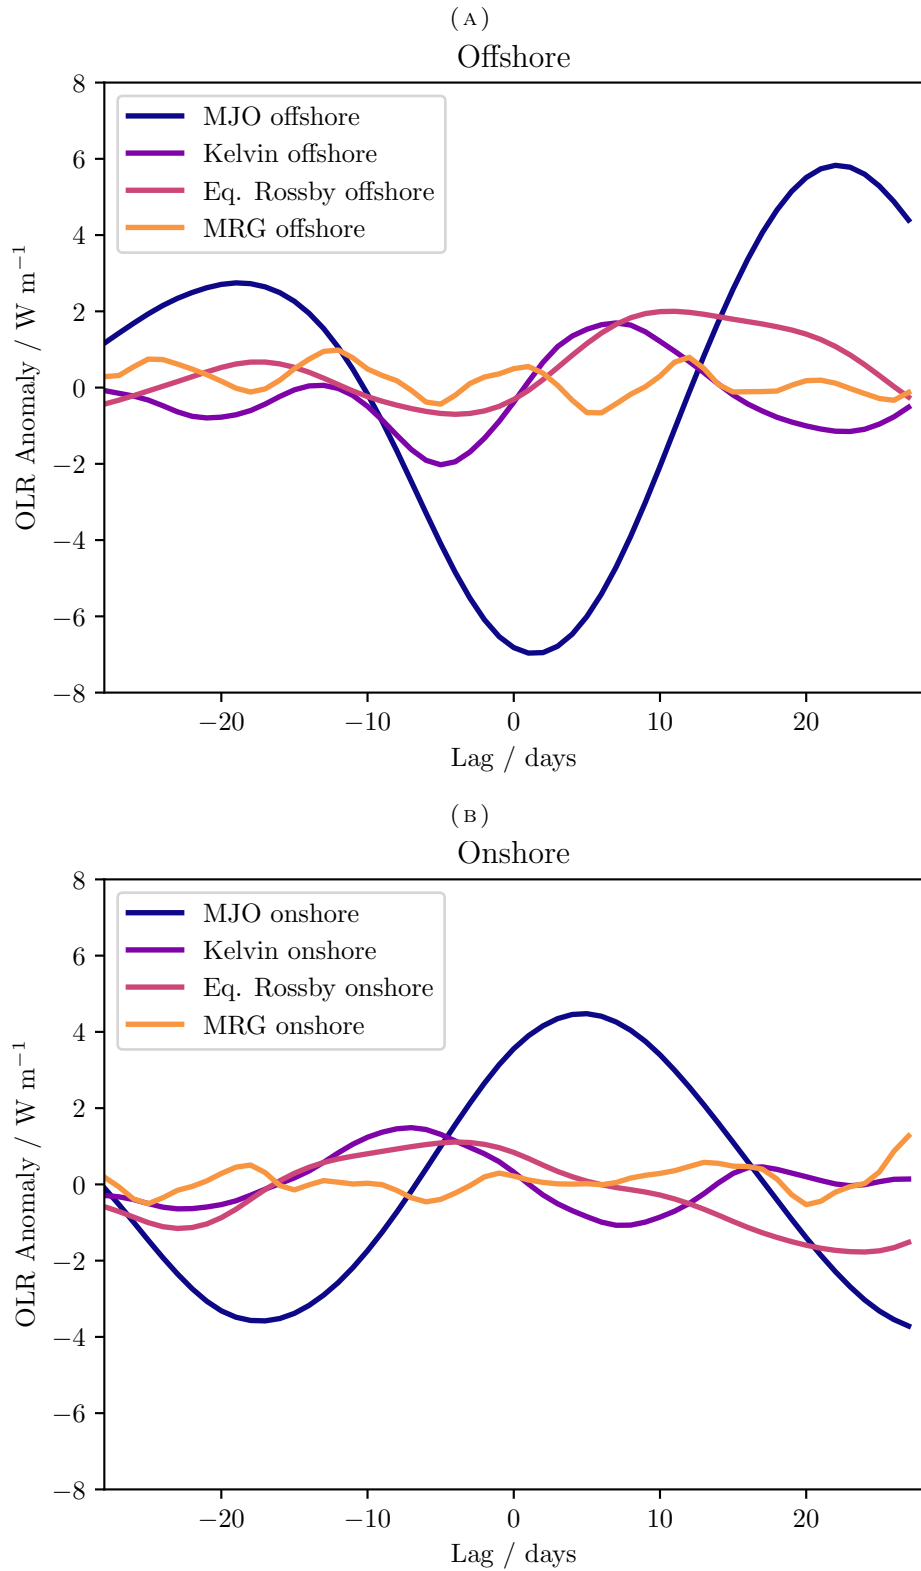 (A)
Offshore
8
6
4
2
0
−2
−4
−6
−8
OLR Anomaly / W m⁻¹
MJO offshore
Kelvin offshore
Eq. Rossby offshore
MRG offshore
−20 −10 0 10 20
Lag / days
(B)
Onshore
8
6
4
2
0
−2
−4
−6
−8
OLR Anomaly / W m⁻¹
MJO onshore
Kelvin onshore
Eq. Rossby onshore
MRG onshore
−20 −10 0 10 20
Lag / days